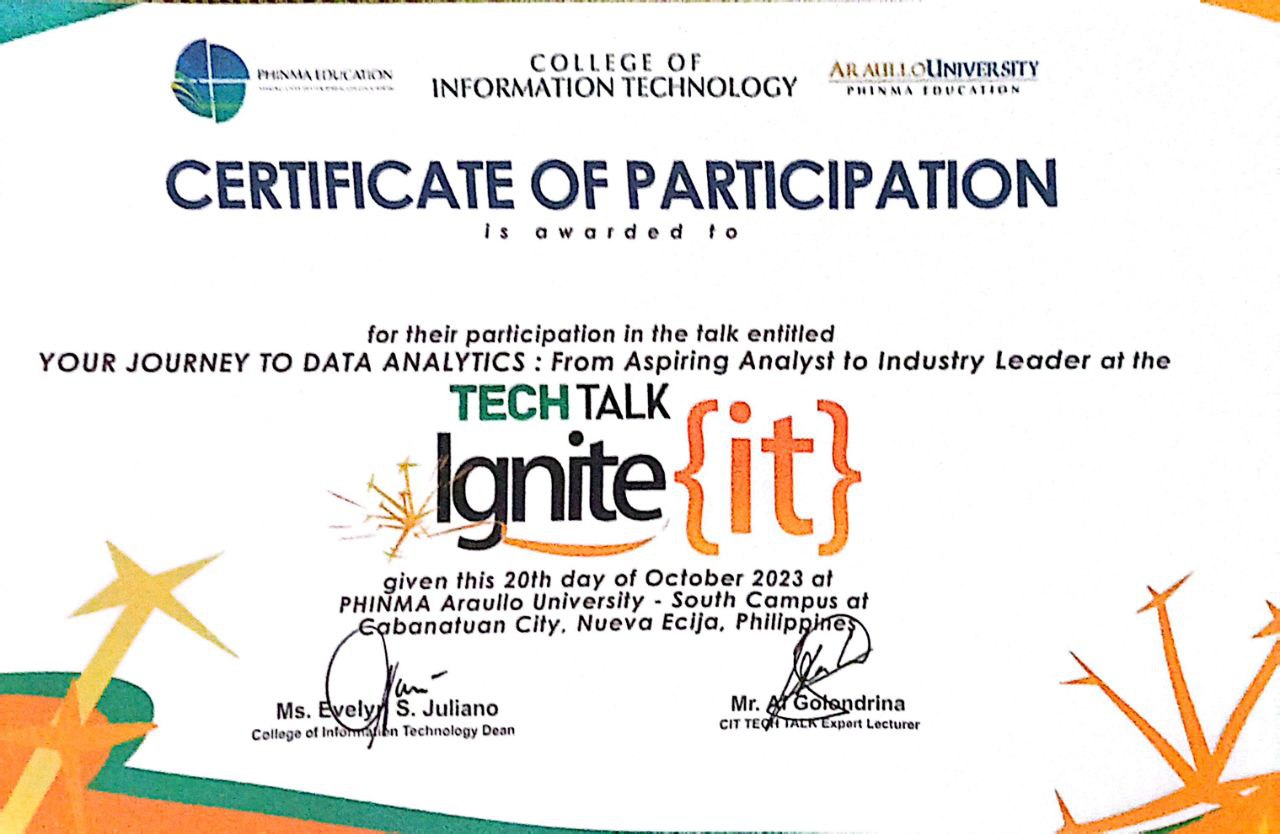 PHINMA EDUCATION
COLLEGE OF
INFORMATION TECHNOLOGY
ARAULLO UNIVERSITY
PHINMA EDUCATION
CERTIFICATE OF PARTICIPATION
is awarded to
for their participation in the talk entitled
YOUR JOURNEY TO DATA ANALYTICS : From Aspiring Analyst to Industry Leader at the
TECH TALK
Ignite {it}
given this 20th day of October 2023 at
PHINMA Araullo University - South Campus at
Cabanatuan City, Nueva Ecija, Philippines
Ms. Evelyn S. Juliano
College of Information Technology Dean
Mr. Al Golondrina
CIT TECH TALK Expert Lecturer